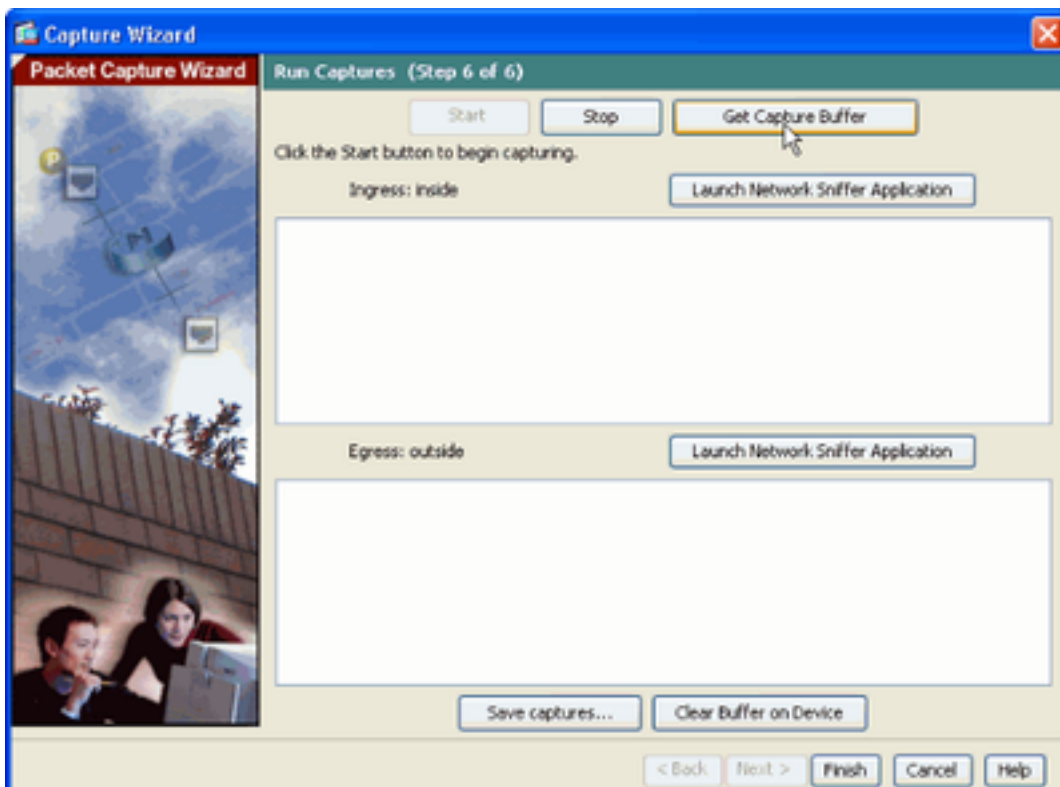 Capture Wizard
Packet Capture Wizard
Run Captures (Step 6 of 6)
Start Stop Get Capture Buffer
Click the Start button to begin capturing.
Ingress: inside Launch Network Sniffer Application
Egress: outside Launch Network Sniffer Application
Save captures... Clear Buffer on Device
< Back Next > Finish Cancel Help
P